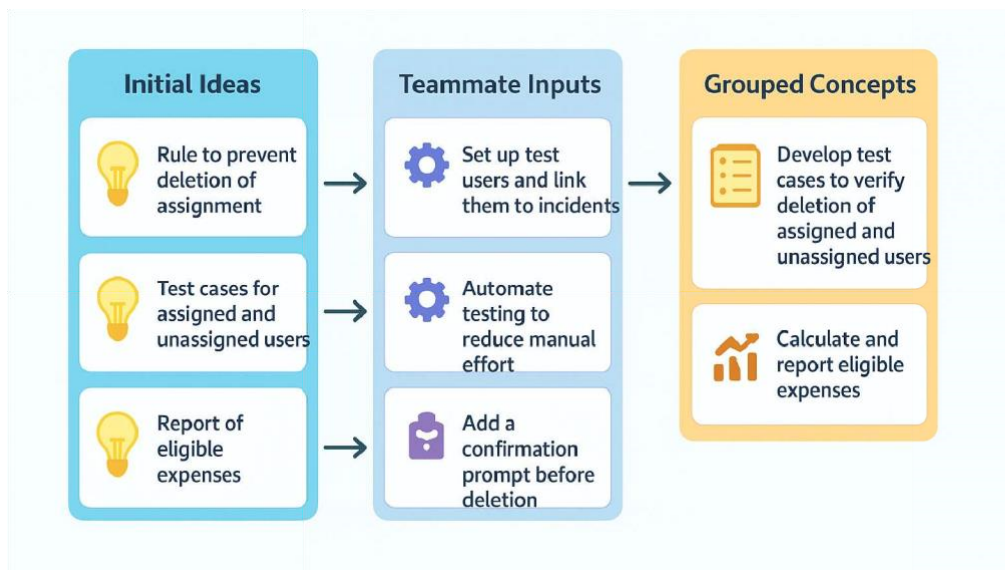 Initial Ideas
Rule to prevent
deletion of
assignment
Test cases for
assigned and
unassigned users
Report of
eligible
expenses
Teammate Inputs
Set up test
users and link
them to incidents
Automate
testing to
reduce manual
effort
Add a
confirmation
prompt before
deletion
Grouped Concepts
Develop test
cases to verify
deletion of
assigned and
unassigned users
Calculate and
report eligible
expenses